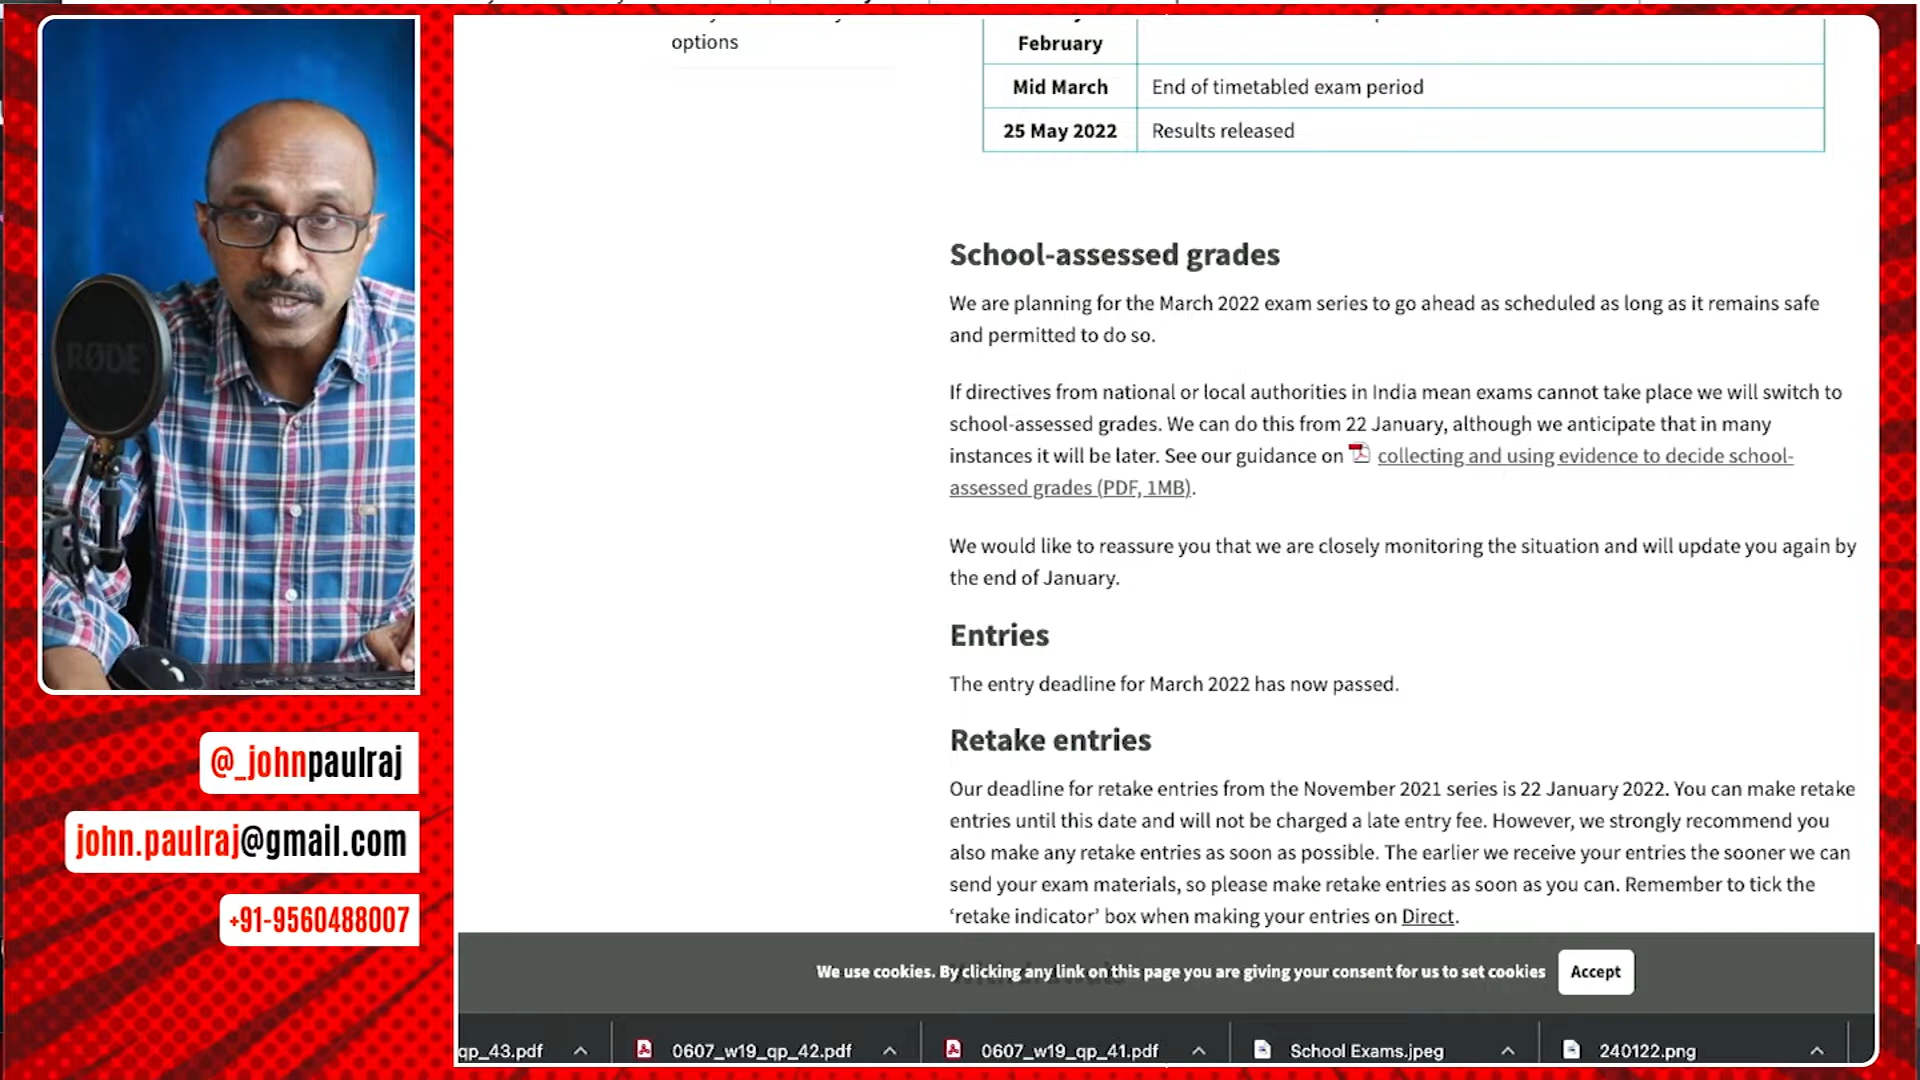 options
February
Mid March End of timetabled exam period
25 May 2022 Results released
School-assessed grades
We are planning for the March 2022 exam series to go ahead as scheduled as long as it remains safe
and permitted to do so.
If directives from national or local authorities in India mean exams cannot take place we will switch to
school-assessed grades. We can do this from 22 January, although we anticipate that in many
instances it will be later. See our guidance on collecting and using evidence to decide school-
assessed grades (PDF, 1MB).
We would like to reassure you that we are closely monitoring the situation and will update you again by
the end of January.
Entries
The entry deadline for March 2022 has now passed.
Retake entries
Our deadline for retake entries from the November 2021 series is 22 January 2022. You can make retake
entries until this date and will not be charged a late entry fee. However, we strongly recommend you
also make any retake entries as soon as possible. The earlier we receive your entries the sooner we can
send your exam materials, so please make retake entries as soon as you can. Remember to tick the
‘retake indicator’ box when making your entries on Direct.
We use cookies. By clicking any link on this page you are giving your consent for us to set cookies Accept
qp_43.pdf 0607_w19_qp_42.pdf 0607_w19_qp_41.pdf School Exams.jpeg 240122.png
RØDE
@_johnpaulraj
john.paulraj@gmail.com
+91-9560488007